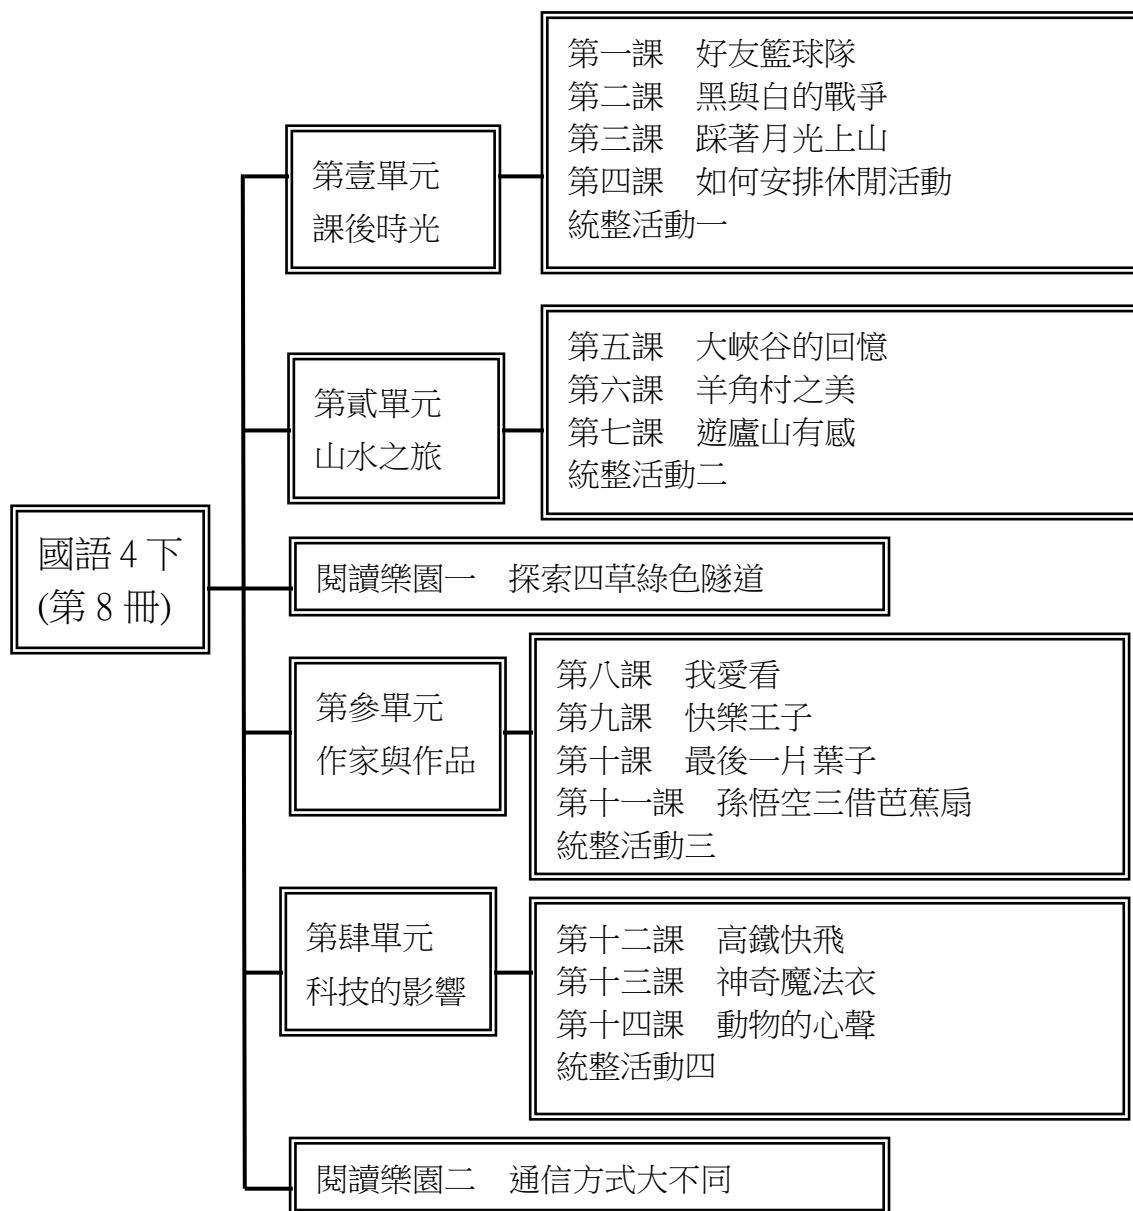 國語4下
(第8冊)
第壹單元
課後時光
第一課　好友籃球隊
第二課　黑與白的戰爭
第三課　踩著月光上山
第四課　如何安排休閒活動
統整活動一
第貳單元
山水之旅
第五課　大峽谷的回憶
第六課　羊角村之美
第七課　遊廬山有感
統整活動二
閱讀樂園一　探索四草綠色隧道
第參單元
作家與作品
第八課　我愛看
第九課　快樂王子
第十課　最後一片葉子
第十一課　孫悟空三借芭蕉扇
統整活動三
第肆單元
科技的影響
第十二課　高鐵快飛
第十三課　神奇魔法衣
第十四課　動物的心聲
統整活動四
閱讀樂園二　通信方式大不同